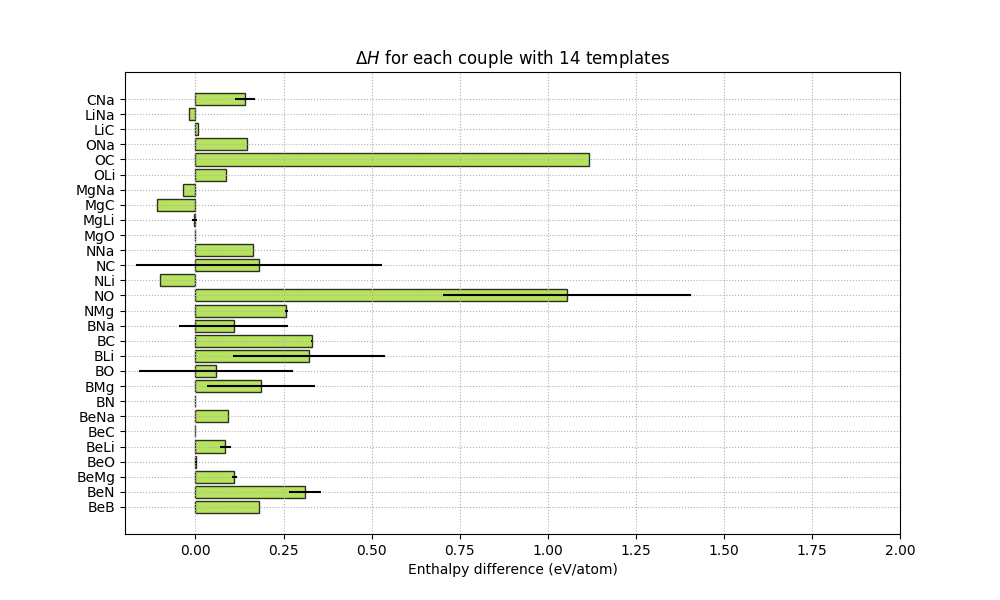 ΔH for each couple with 14 templates
CNa
LiNa
LiC
ONa
OC
OLi
MgNa
MgC
MgLi
MgO
NNa
NC
NLi
NO
NMg
BNa
BC
BLi
BO
BMg
BN
BeNa
BeC
BeLi
BeO
BeMg
BeN
BeB
0.00 0.25 0.50 0.75 1.00 1.25 1.50 1.75 2.00
Enthalpy difference (eV/atom)